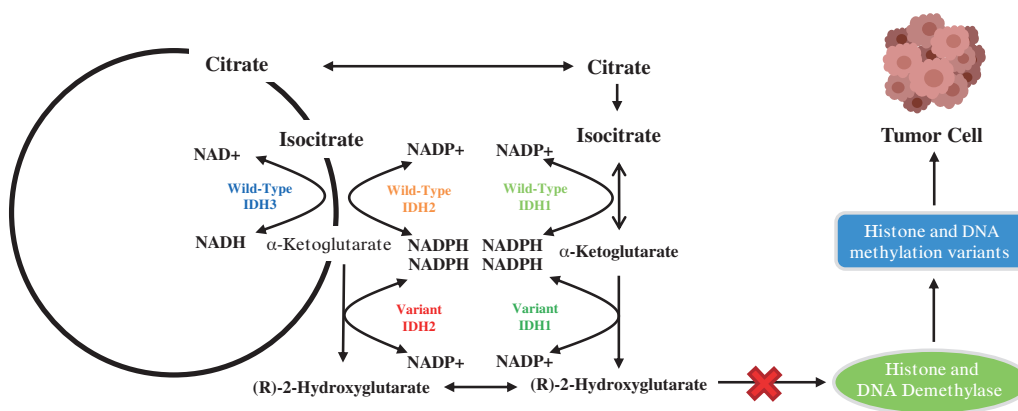 Citrate
Citrate
Tumor Cell
Isocitrate
Isocitrate
NAD+
NADP+
NADP+
Wild-Type
IDH3
Wild-Type
IDH2
Wild-Type
IDH1
NADH
α-Ketoglutarate
NADPH
NADPH
NADPH
NADPH
α-Ketoglutarate
Histone and DNA
methylation variants
Variant
IDH2
Variant
IDH1
NADP+
NADP+
(R)-2-Hydroxyglutarate
(R)-2-Hydroxyglutarate
Histone and
DNA Demethylase